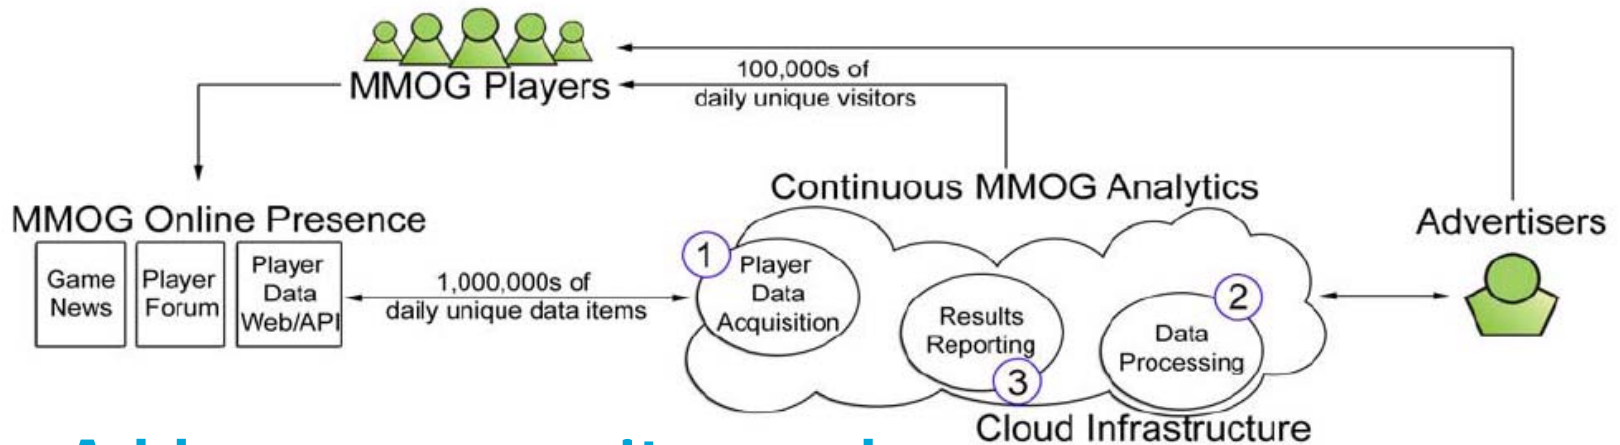 MMOG Players
100,000s of
daily unique visitors
Continuous MMOG Analytics
MMOG Online Presence
Advertisers
Game
News
Player
Forum
Player
Data
Web/API
1,000,000s of
daily unique data items
1
Player
Data
Acquisition
Results
Reporting
3
2
Data
Processing
Cloud Infrastructure